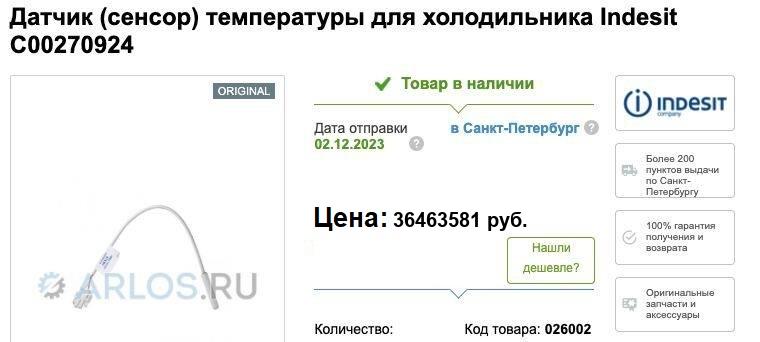 Датчик (сенсор) температуры для холодильника Indesit
C00270924
ORIGINAL
ARLOS.RU
Товар в наличии
Дата отправки
02.12.2023
?
в Санкт-Петербург
?
Цена: 36463581 руб.
Нашли
дешевле?
Количество:
Код товара: 026002
INDESIT
company
Более 200
пунктов выдачи
по Санкт-
Петербургу
100% гарантия
получения и
возврата
Оригинальные
запчасти и
аксессуары